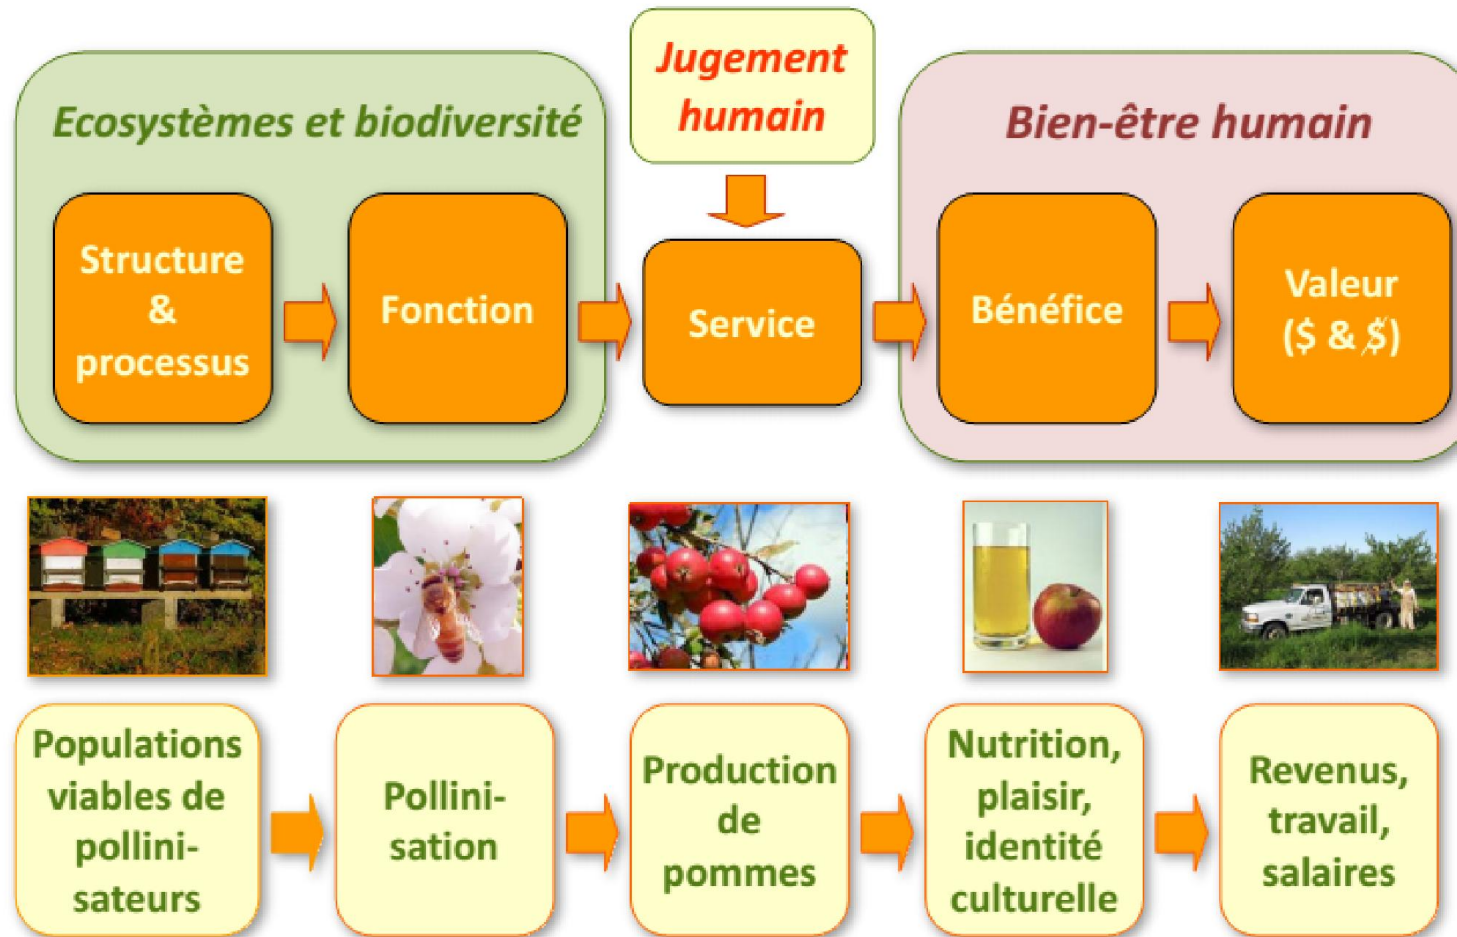 Jugement
humain
Ecosystèmes et biodiversité
Bien-être humain
Structure
&
processus
Fonction
Service
Bénéfice
Valeur
($ & $)
Populations
viables de
pollini-
sateurs
Pollini-
sation
Production
de
pommes
Nutrition,
plaisir,
identité
culturelle
Revenus,
travail,
salaires